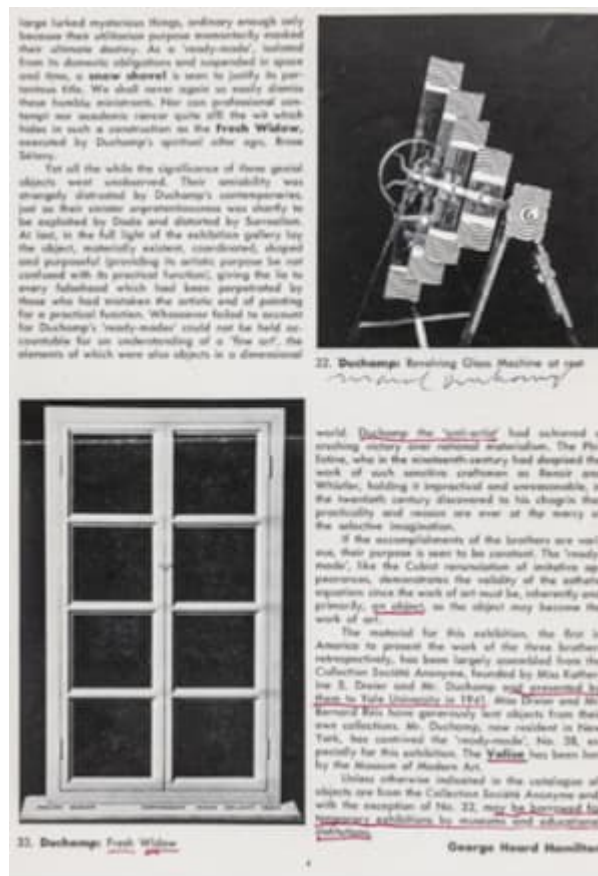 large lurked mysterious things, ordinary enough only
because their utilitarian purpose momentarily masked
their ultimate destiny. As a 'ready-made', isolated
from its domestic obligations and suspended in space
and time, a snow shovel is seen to justify its por-
tentous title. We shall never again so easily dismiss
these humble ministrants. Nor can professional con-
tempt nor academic rancor quite still the wit which
hides in such a construction as the Fresh Widow,
executed by Duchamp's spiritual alter ego, Rrose
Sélavy.
Yet all the while the significance of these genial
objects went unobserved. Their amiability was
strangely distrusted by Duchamp's contemporaries,
just as their sinister unpretentiousness was shortly to
be exploited by Dada and distorted by Surrealism.
At last, in the full light of the exhibition gallery lay
the object, materially existent, coordinated, shaped
and purposeful (providing its artistic purpose be not
confused with its practical function), giving the lie to
every falsehood which had been perpetrated by
those who had mistaken the artistic end of painting
for a practical function. Whosoever failed to account
for Duchamp's 'ready-mades' could not be held ac-
countable for an understanding of a 'fine art', the
elements of which were also objects in a dimensional
22. Duchamp: Revolving Glass Machine at rest
marcel duchamp
33. Duchamp: Fresh Widow
world. Duchamp the 'anti-artist' had achieved
crushing victory over rational materialism. The Phi-
listine, who in the nineteenth century had despised the
work of such sensitive craftsmen as Renoir and
Whistler, holding it impractical and unreasonable, in
the twentieth century discovered to his chagrin that
practicality and reason are ever at the mercy of
the selective imagination.
If the accomplishments of the brothers are vari-
ous, their purpose is seen to be constant. The 'ready-
made', like the Cubist renunciation of imitative ap-
pearances, demonstrates the validity of the esthetic
equations since the work of art must be, inherently and
primarily, an object, as the object may become the
work of art.
The material for this exhibition, the first in
America to present the work of the three brothers
retrospectively, has been largely assembled from the
Collection Société Anonyme, founded by Miss Kather-
ine S. Dreier and Mr. Duchamp and presented by
them to Yale University in 1941. Miss Dreier and Mr.
Bernard Reis have generously lent objects from their
own collections. Mr. Duchamp, now resident in New
York, has contrived the 'ready-made', No. 38, es-
pecially for this exhibition. The Valise has been lent
by the Museum of Modern Art.
Unless otherwise indicated in the catalogue all
objects are from the Collection Société Anonyme and,
with the exception of No. 33, may be borrowed for
temporary exhibitions by museums and educational
institutions.
George Heard Hamilton